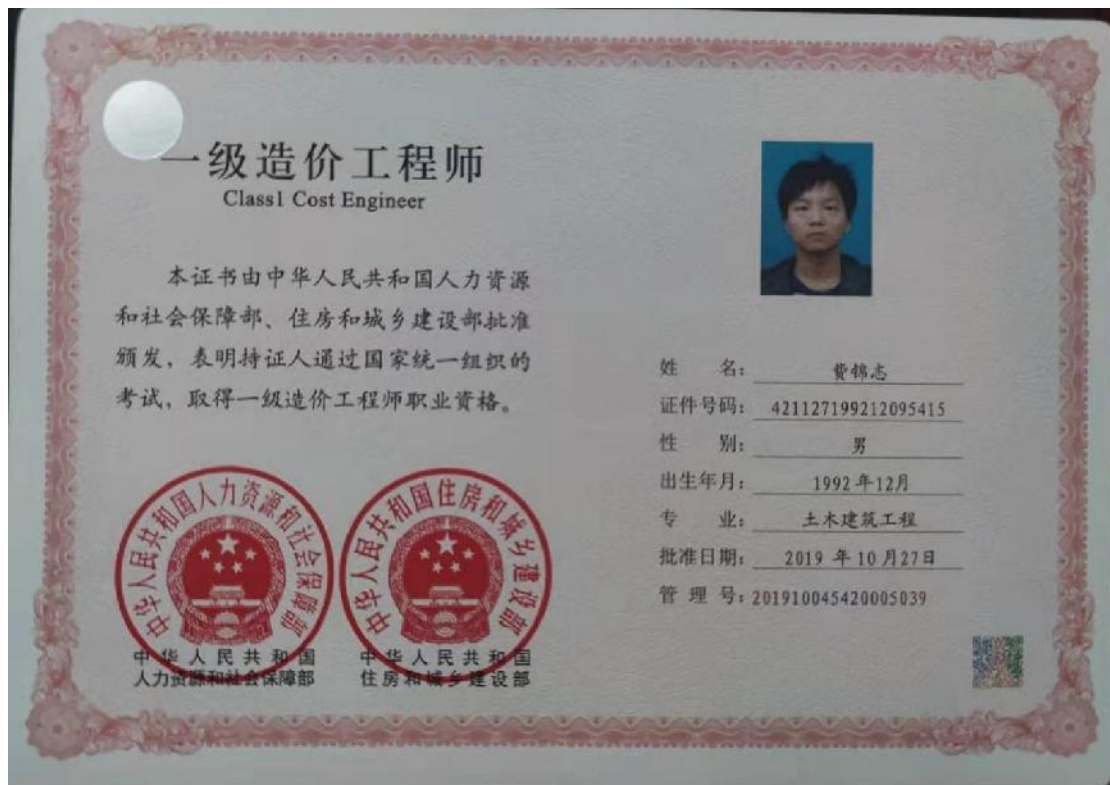 一级造价工程师
Class1 Cost Engineer
本证书由中华人民共和国人力资源
和社会保障部、住房和城乡建设部批准
颁发，表明持证人通过国家统一组织的
考试，取得一级造价工程师职业资格。
中华人民共和国人力资源和社会保障部
中华人民共和国住房和城乡建设部
中华人民共和国
人力资源和社会保障部
中华人民共和国
住房和城乡建设部
姓 名：费锦志
证件号码：421127199212095415
性 别：男
出生年月：1992年12月
专 业：土木建筑工程
批准日期：2019 年 10 月27日
管 理 号：201910045420005039